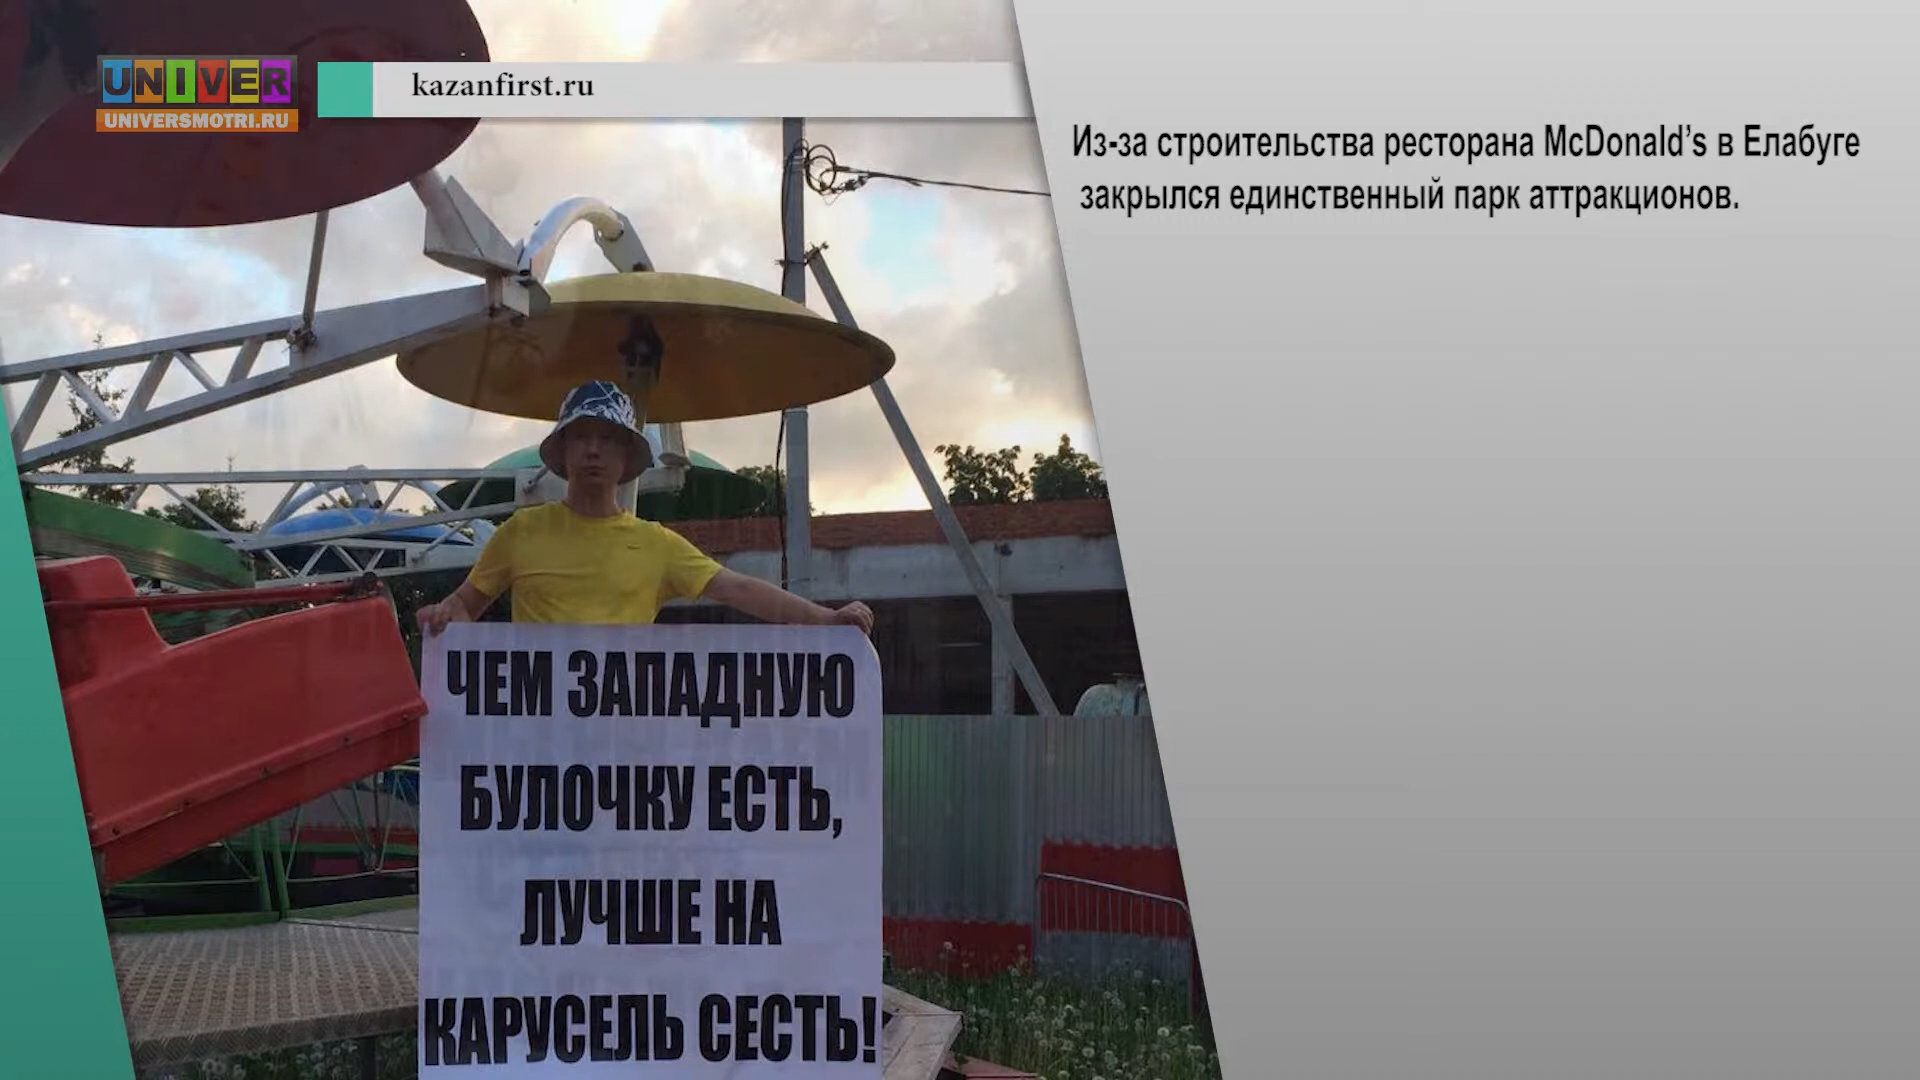 UNIVER
UNIVERSMOTRI.RU
kazanfirst.ru
Из-за строительства ресторана McDonald’s в Елабуге
закрылся единственный парк аттракционов.
ЧЕМ ЗАПАДНУЮ
БУЛОЧКУ ЕСТЬ,
ЛУЧШЕ НА
КАРУСЕЛЬ СЕСТЬ!